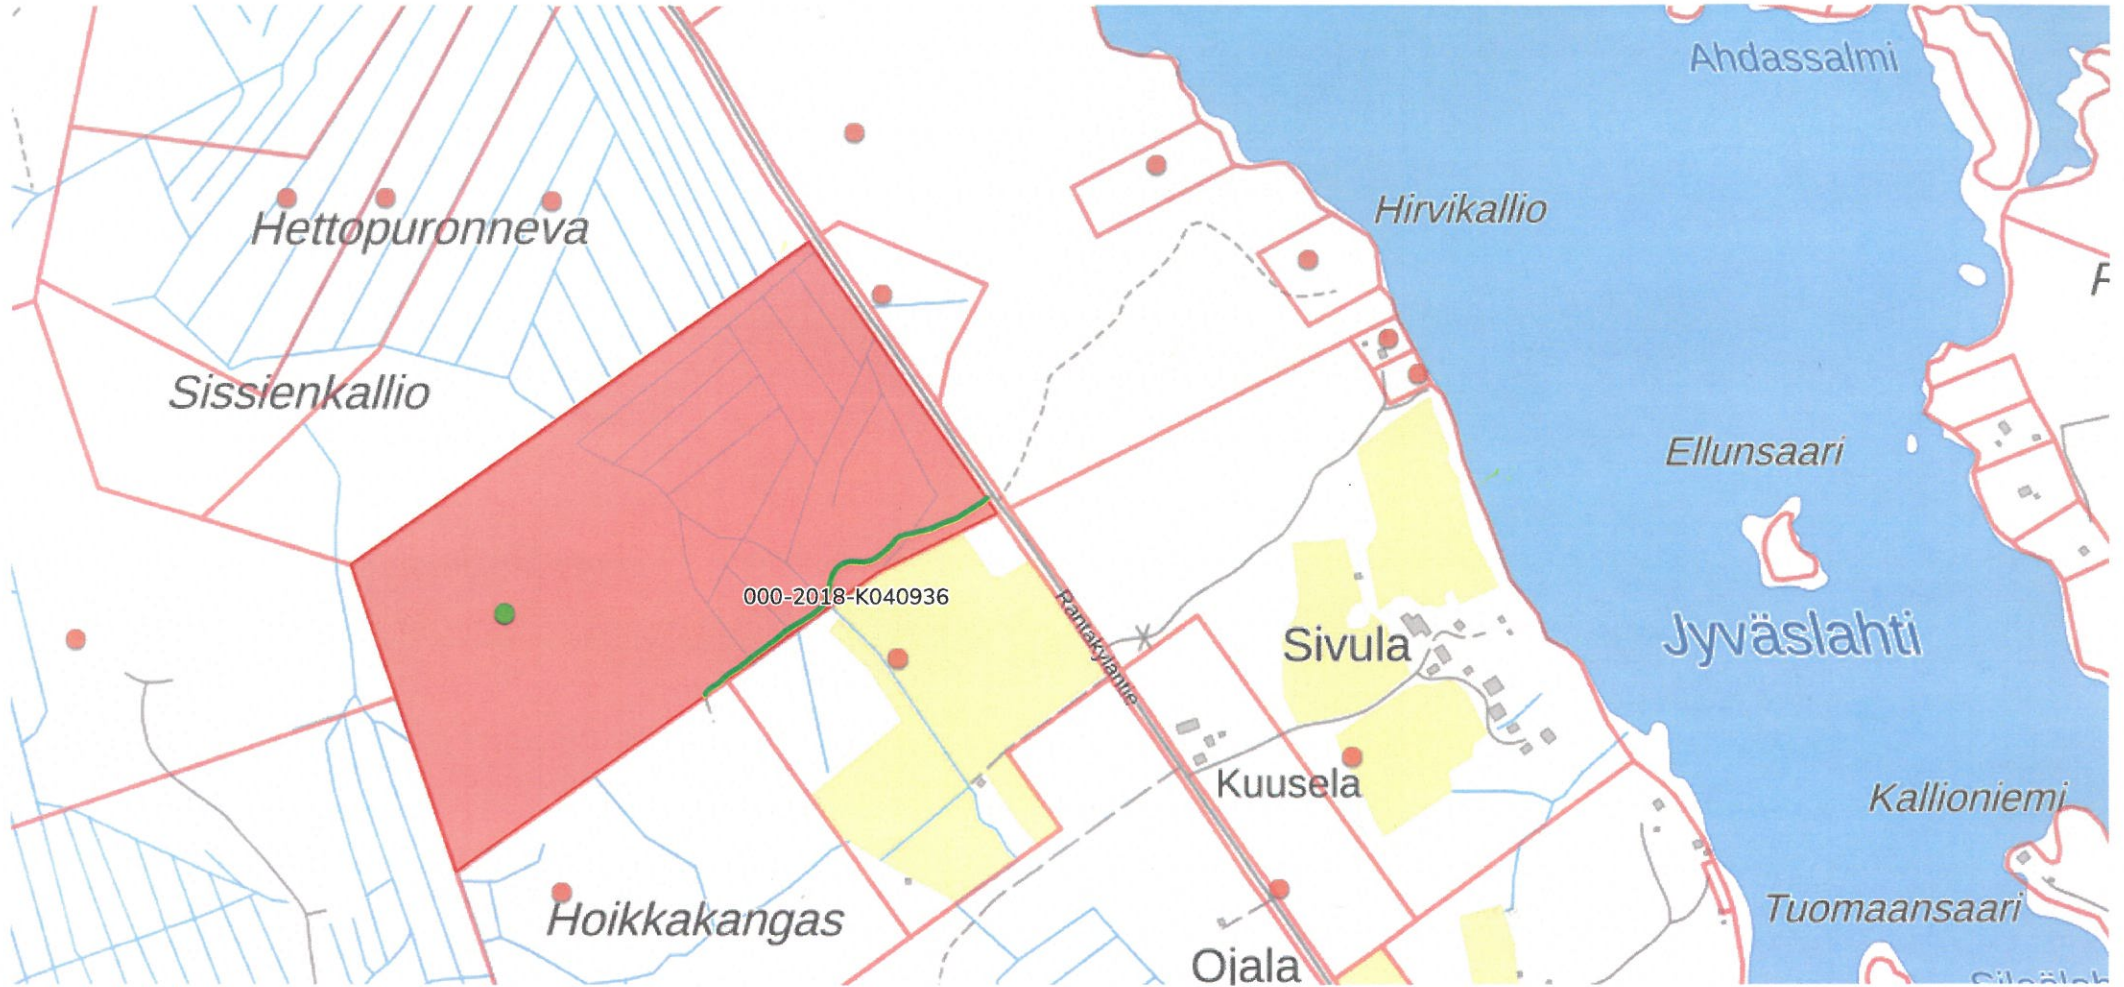 Ahdassalmi
Hirvikallio
Hettopuronneva
Sissienkallio
Ellunsaari
000-2018-K040936
Rantakyläntie
Sivula
Jyväslahti
Kuusela
Kallioniemi
Hoikkakangas
Tuomaansaari
Ojala